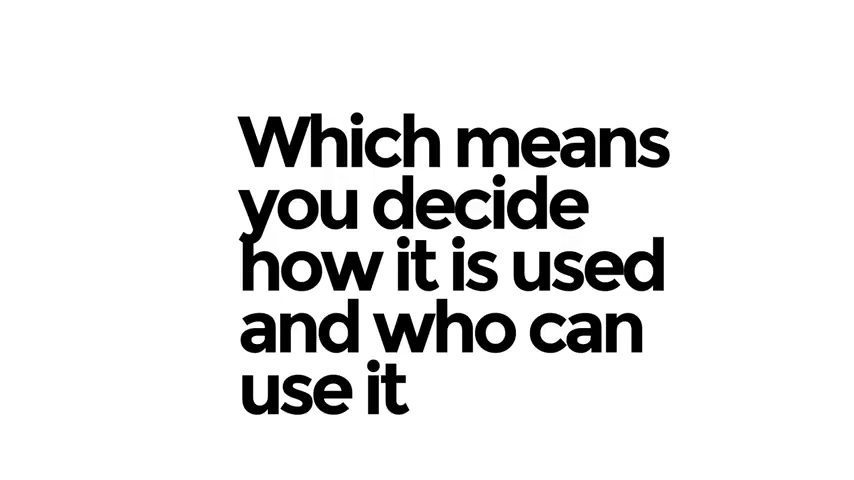 Which means
you decide
how it is used
and who can
use it